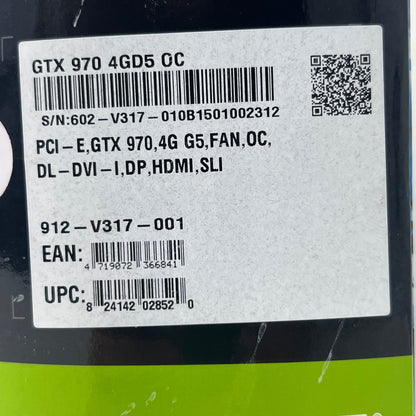 GTX 970 4GD5 OC
S/N:602-V317-010B1501002312
PCI-E,GTX 970,4G G5,FAN,OC,
DL-DVI-I,DP,HDMI,SLI
912-V317-001
EAN: 4 719072 366841
UPC: 8 24142 02852 0